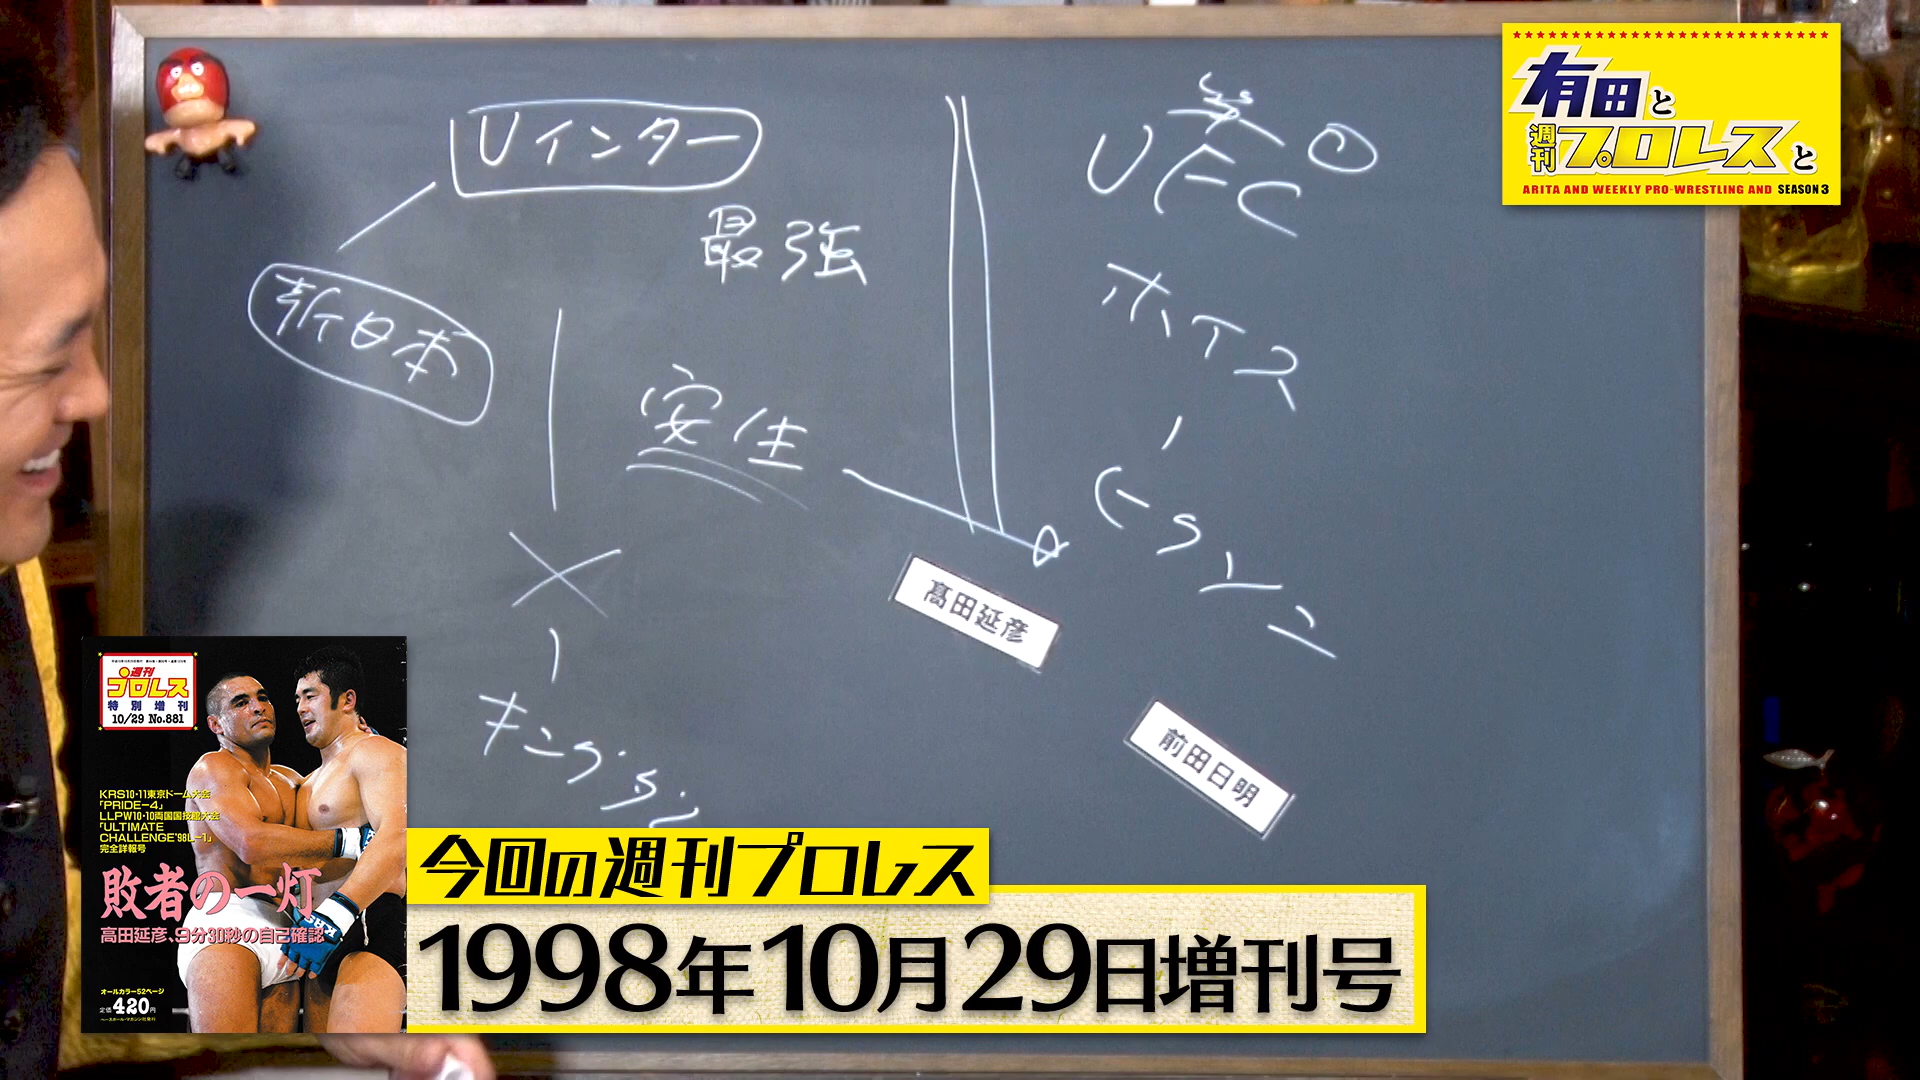 有田と
週刊プロレスと
ARITA AND WEEKLY PRO-WRESTLING AND SEASON 3
Uインター
最強
新日本
安生
キングダム
UFC ①
ホイス
高田延彦
前田日明
週刊
プロレス
特別増刊
10/29 No.881
KRS10・11東京ドーム大会
「PRIDE-4」
LLPW10・10両国国技館大会
「ULTIMATE
CHALLENGE'98L-1」
完全詳報号
敗者の一灯
高田延彦、9分30秒の自己確認
オールカラー52ページ
定価420円
今回の週刊プロレス
1998年10月29日増刊号